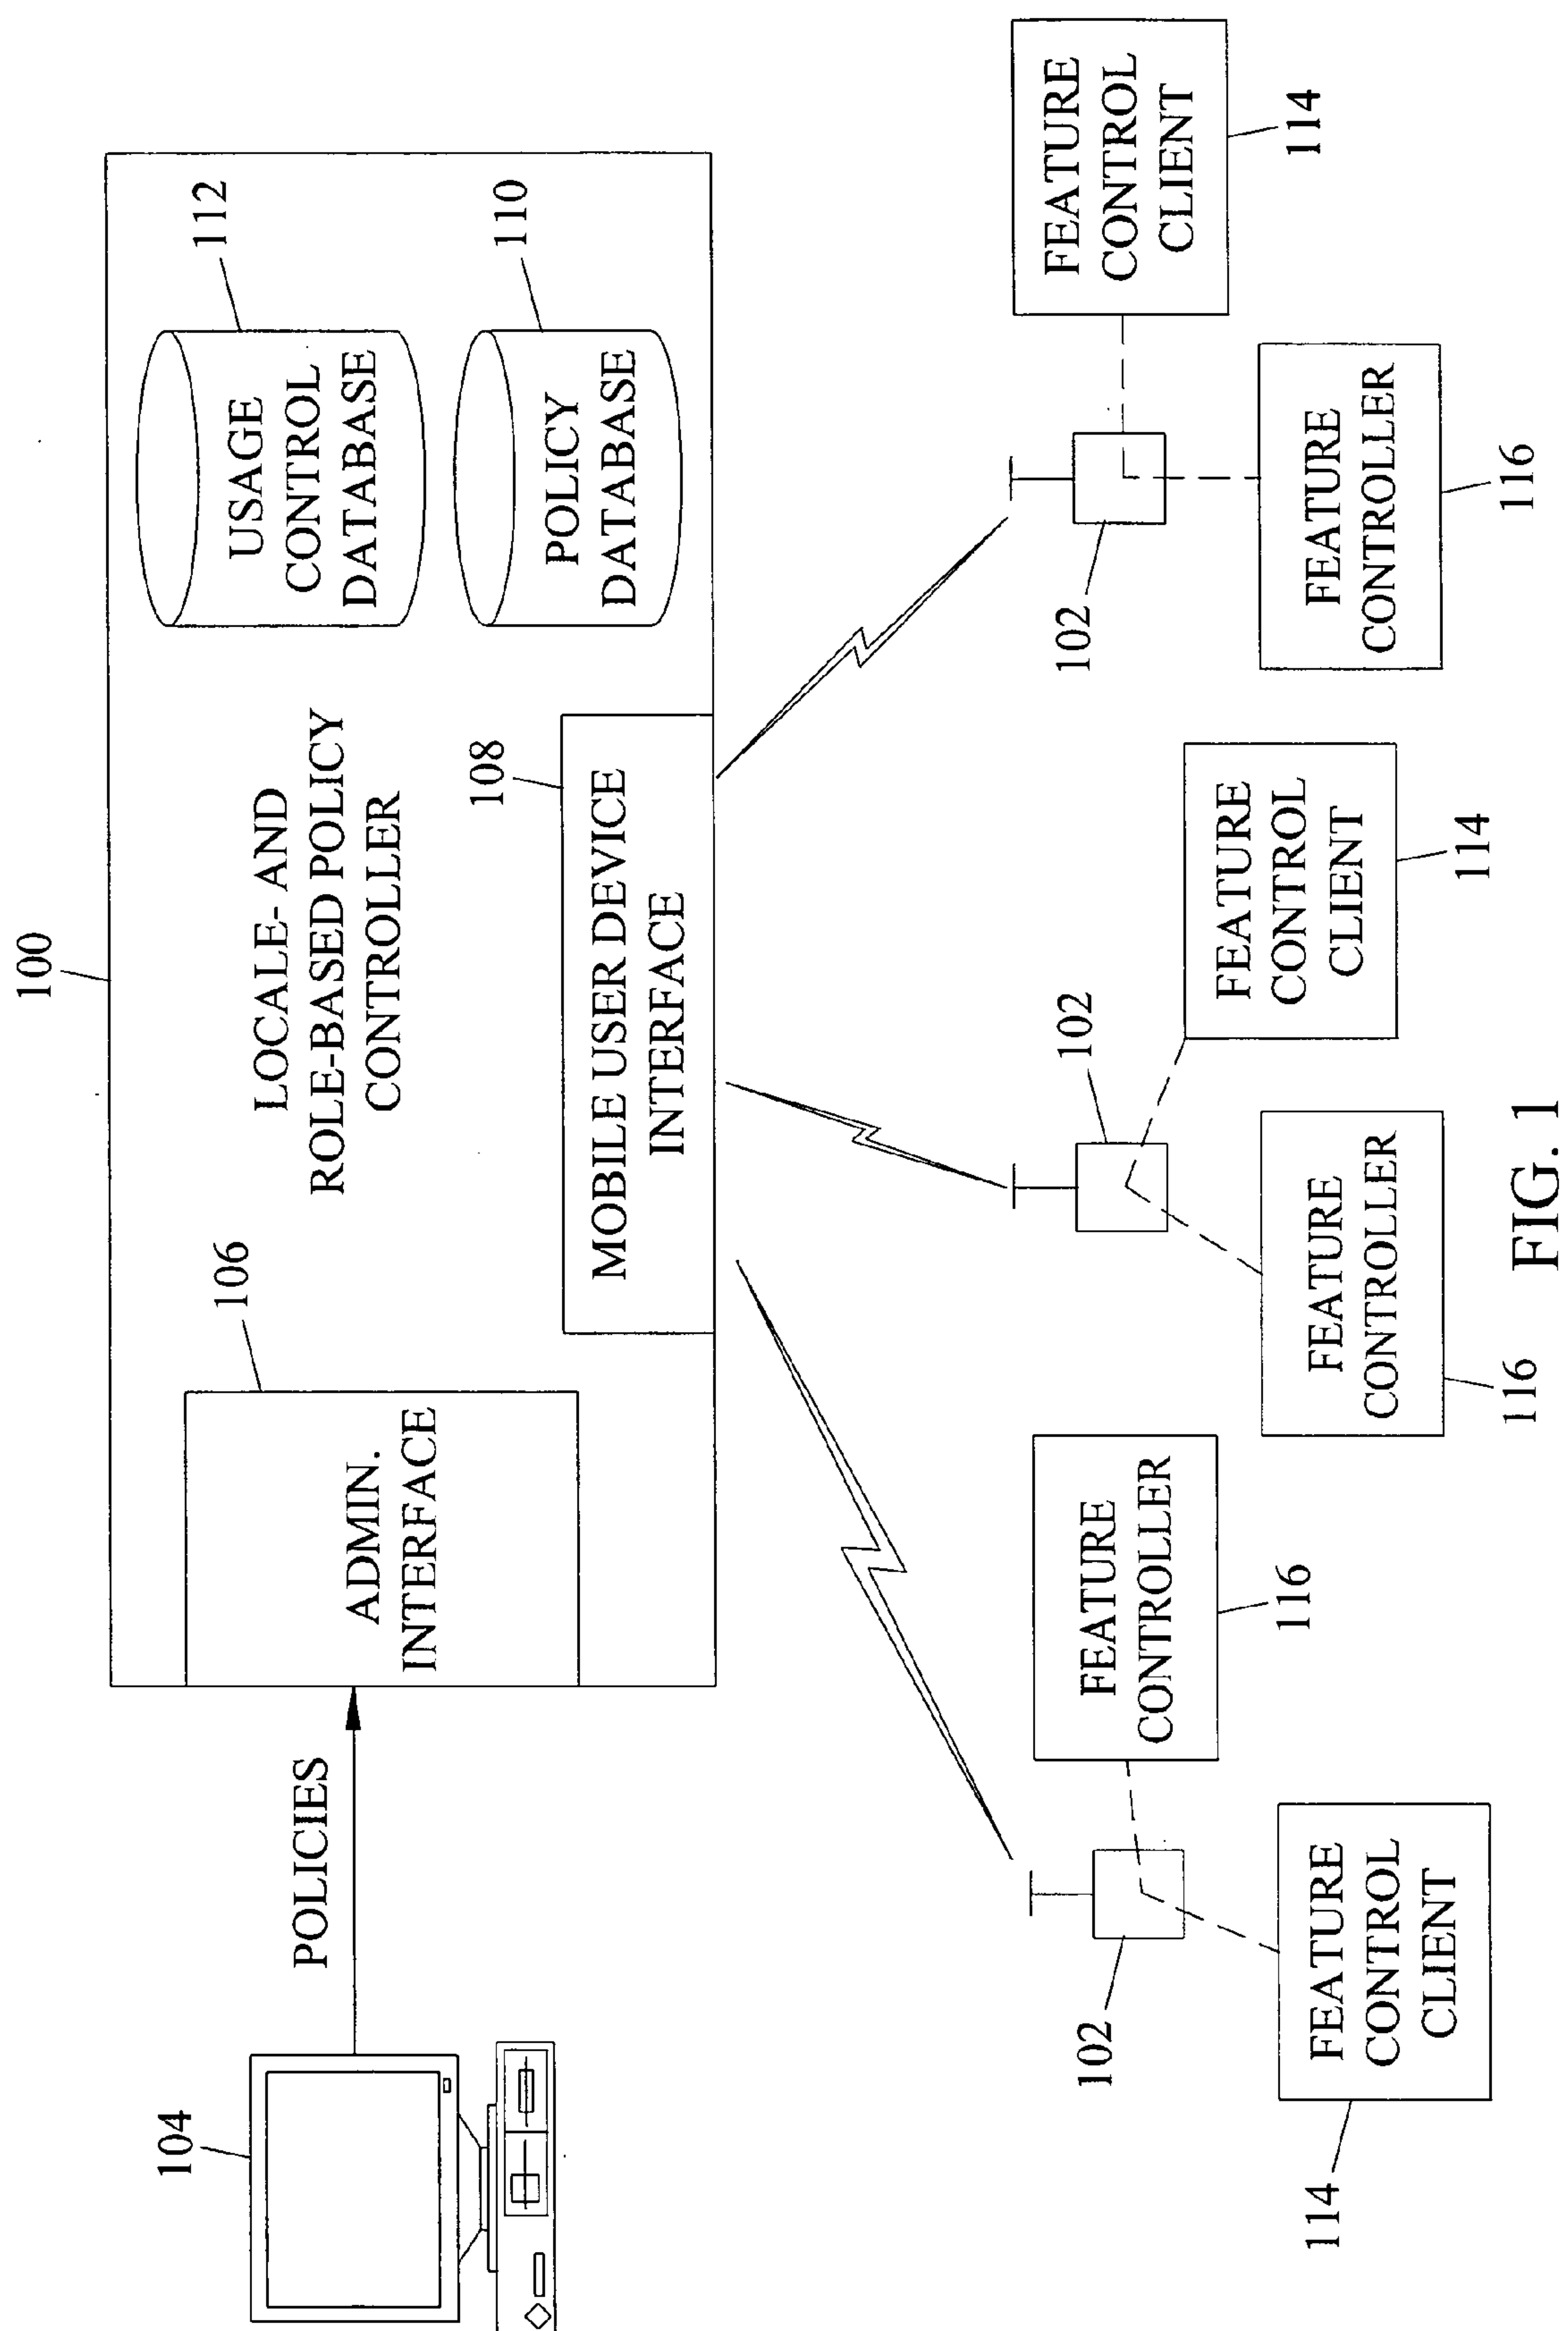 100
LOCALE- AND
ROLE-BASED POLICY
CONTROLLER
104
POLICIES
106
ADMIN.
INTERFACE
108
MOBILE USER DEVICE
INTERFACE
112
USAGE
CONTROL
DATABASE
110
POLICY
DATABASE
102
FEATURE
CONTROLLER
116
FEATURE
CONTROL
CLIENT
114
102
FEATURE
CONTROL
CLIENT
114
FEATURE
CONTROLLER
116
102
FEATURE
CONTROL
CLIENT
114
FEATURE
CONTROLLER
116
FIG. 1